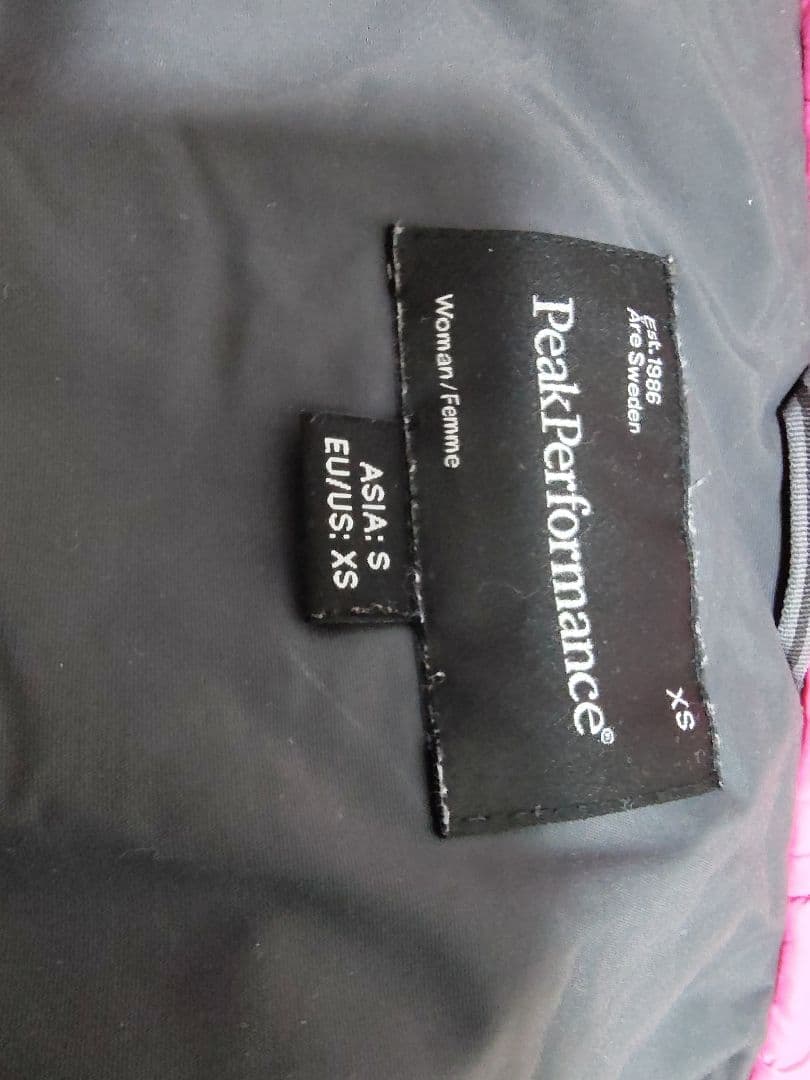 Est. 1986
Åre Sweden
XS
PeakPerformance®
Woman/Femme
ASIA: S
EU/US: XS